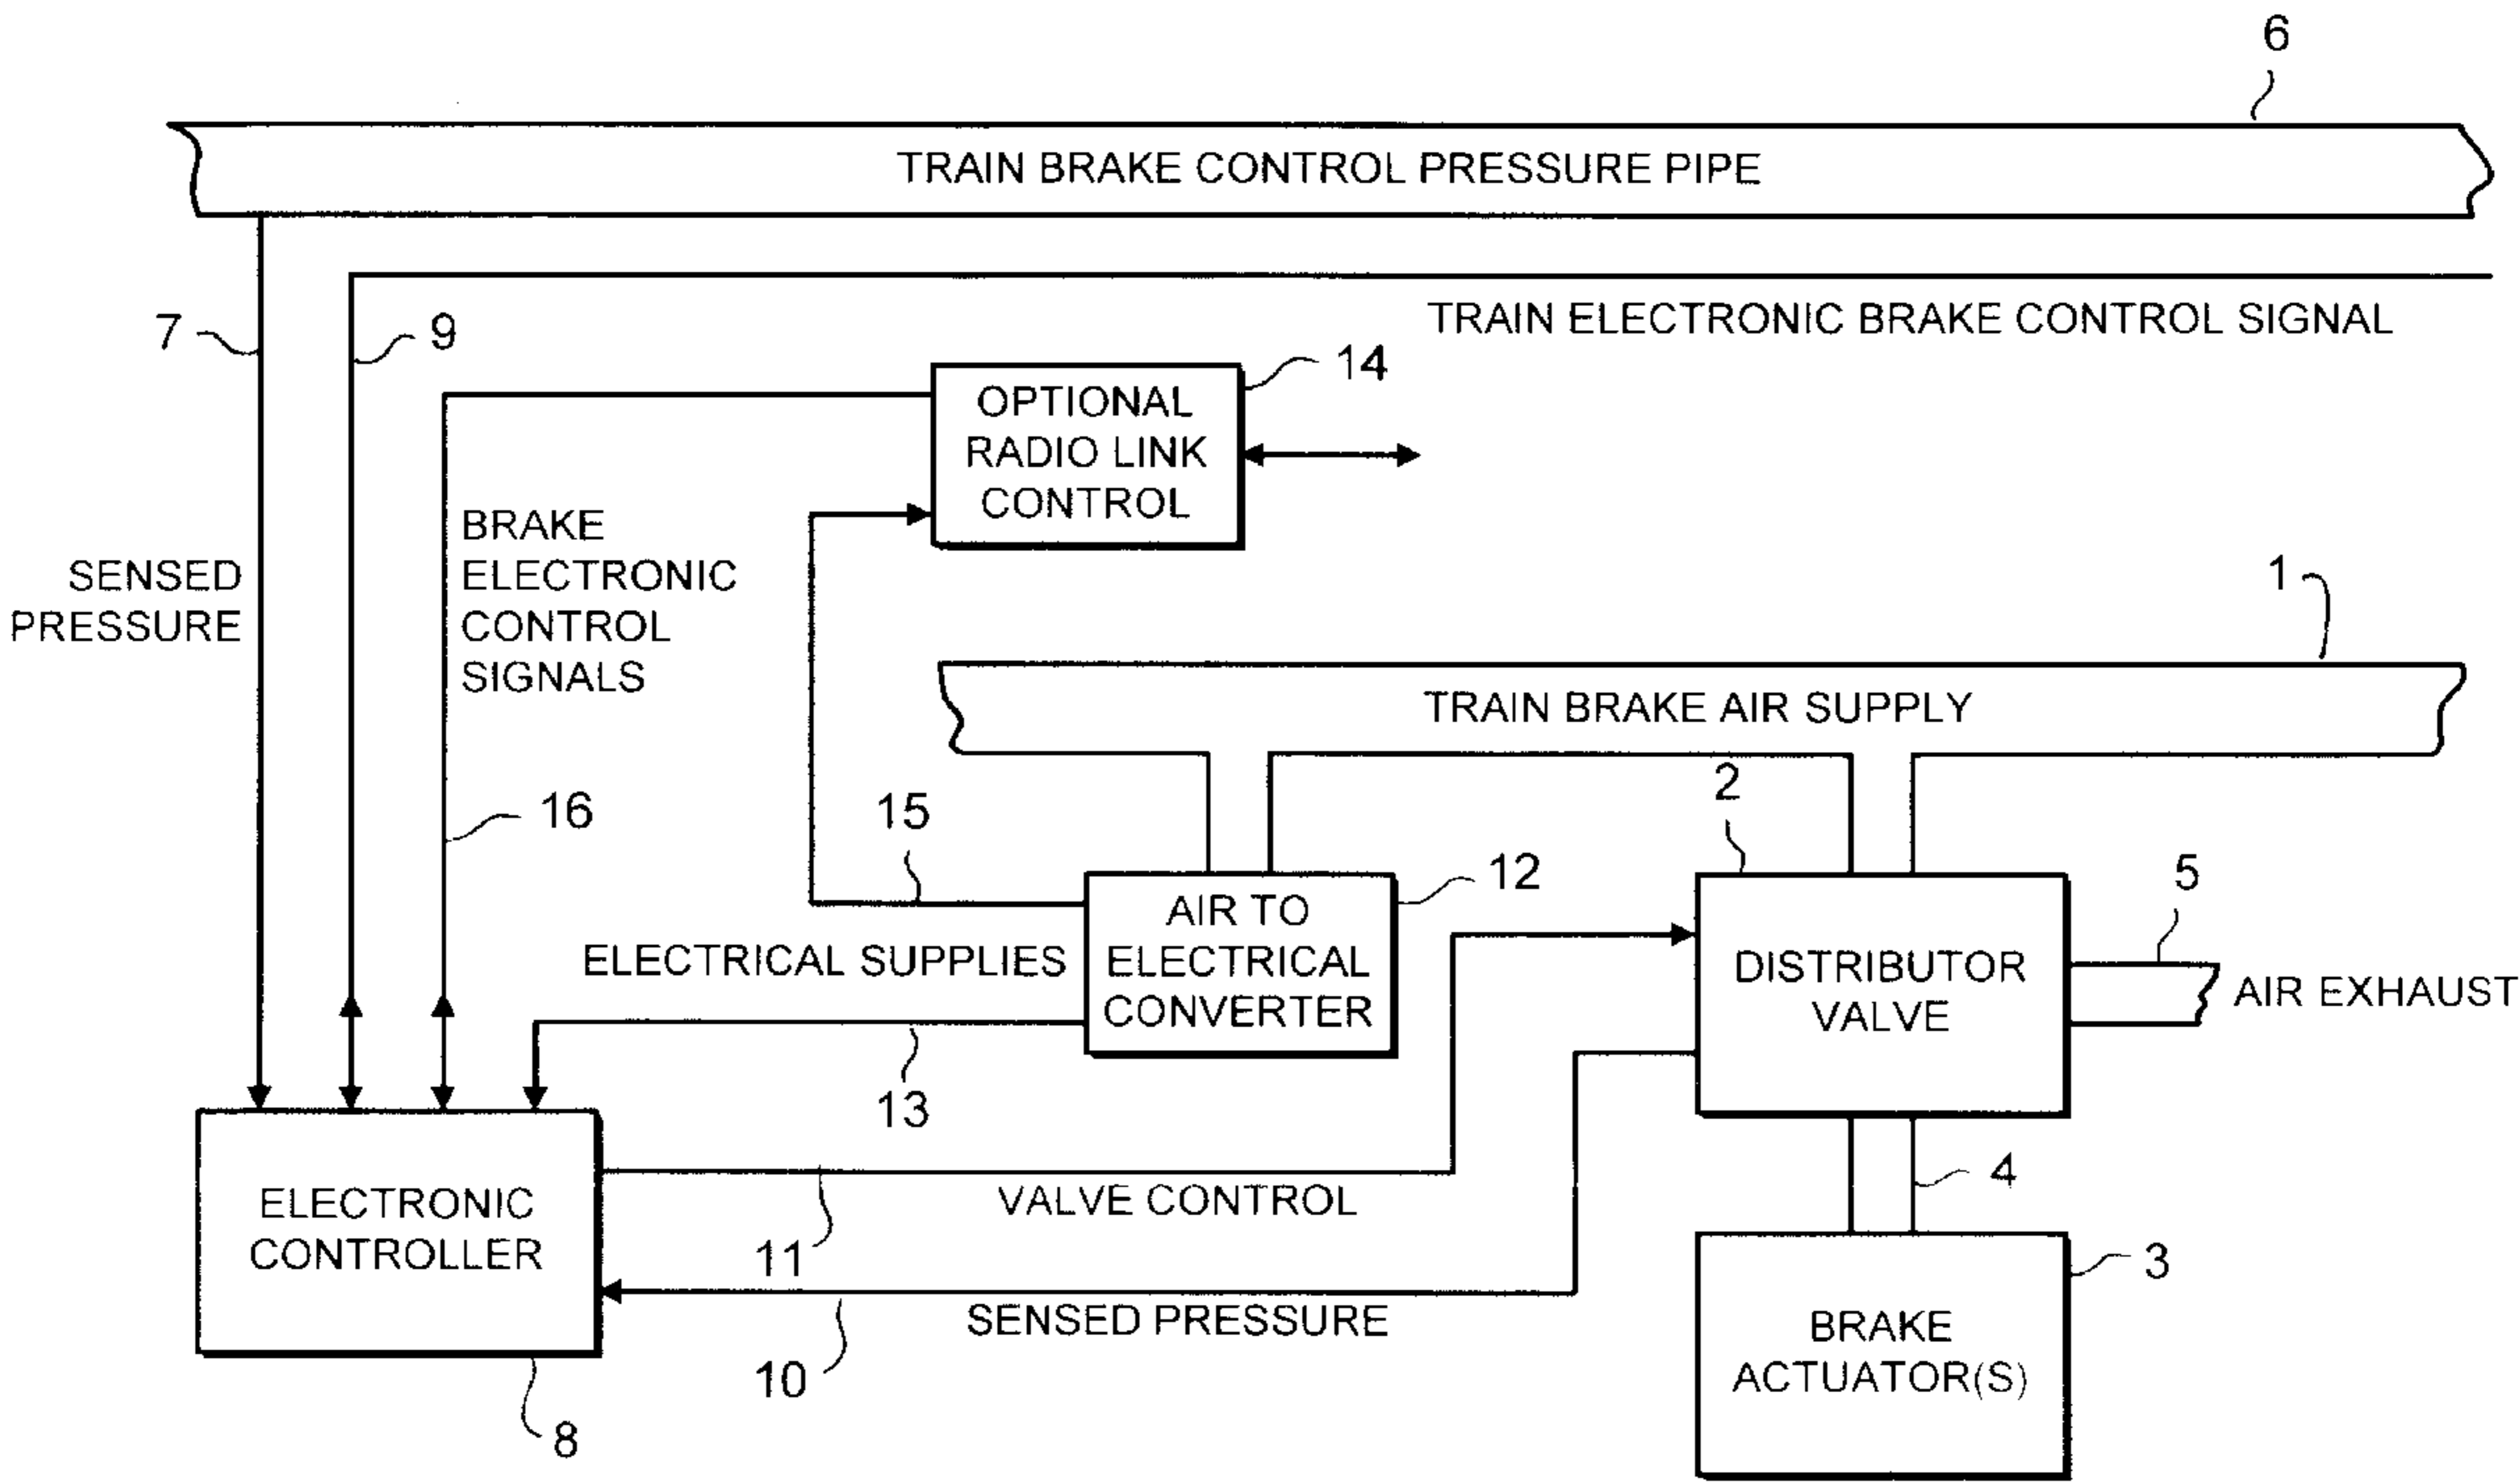 6
TRAIN BRAKE CONTROL PRESSURE PIPE
TRAIN ELECTRONIC BRAKE CONTROL SIGNAL
7
9
14
OPTIONAL
RADIO LINK
CONTROL
BRAKE
ELECTRONIC
CONTROL
SIGNALS
SENSED
PRESSURE
1
TRAIN BRAKE AIR SUPPLY
2
16
15
12
5
AIR TO
ELECTRICAL
CONVERTER
ELECTRICAL SUPPLIES
DISTRIBUTOR
VALVE
AIR EXHAUST
13
4
ELECTRONIC
CONTROLLER
VALVE CONTROL
11
3
SENSED PRESSURE
10
BRAKE
ACTUATOR(S)
8